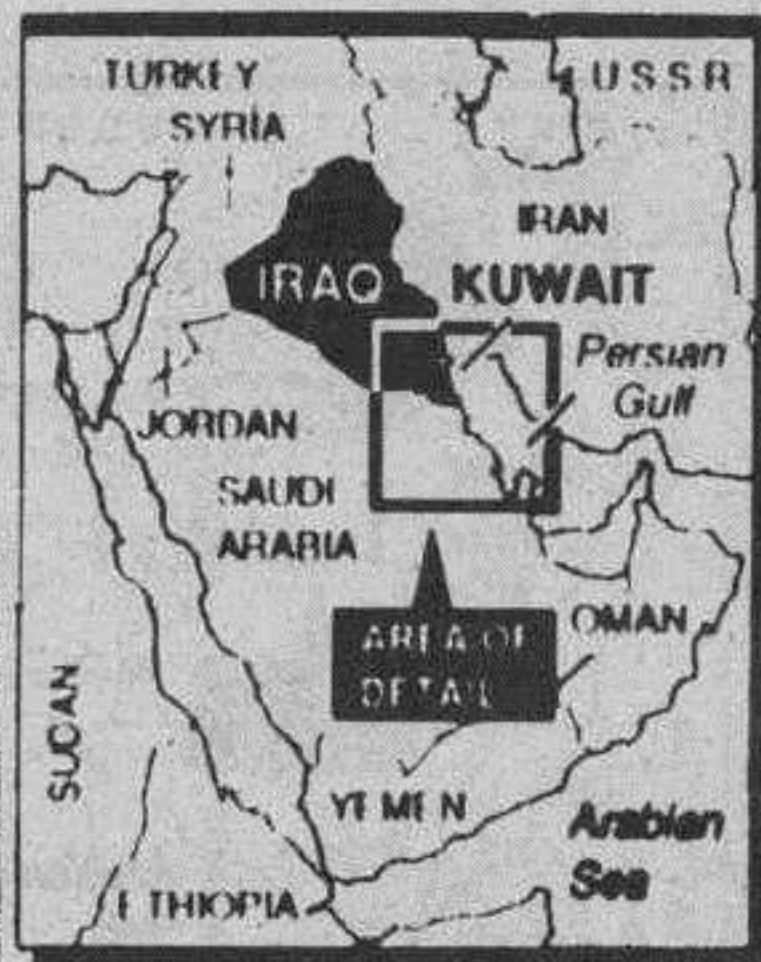 TURKEY
USSR
SYRIA
IRAN
IRAQ
KUWAIT
Persian
Gulf
JORDAN
SAUDI
ARABIA
AREA OF
DETAIL
OMAN
SUDAN
YEMEN
Arabian
Sea
ETHIOPIA